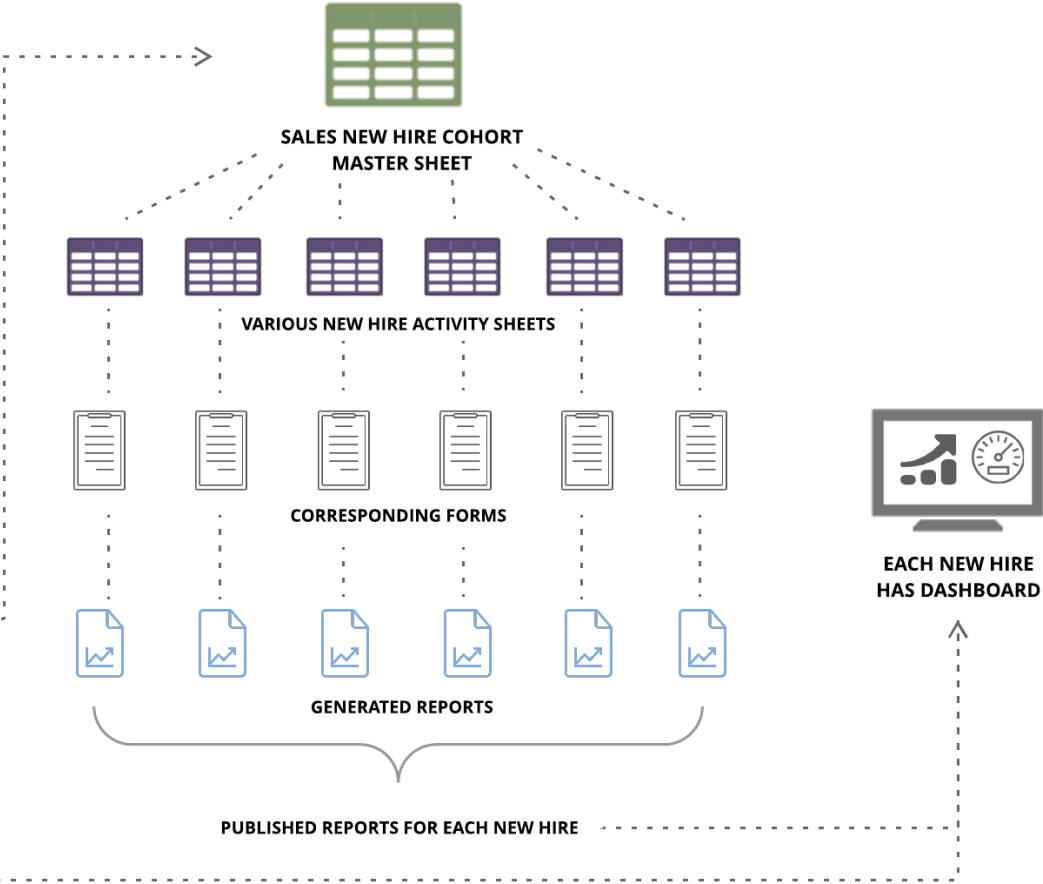 SALES NEW HIRE COHORT
MASTER SHEET
VARIOUS NEW HIRE ACTIVITY SHEETS
CORRESPONDING FORMS
EACH NEW HIRE
HAS DASHBOARD
GENERATED REPORTS
PUBLISHED REPORTS FOR EACH NEW HIRE